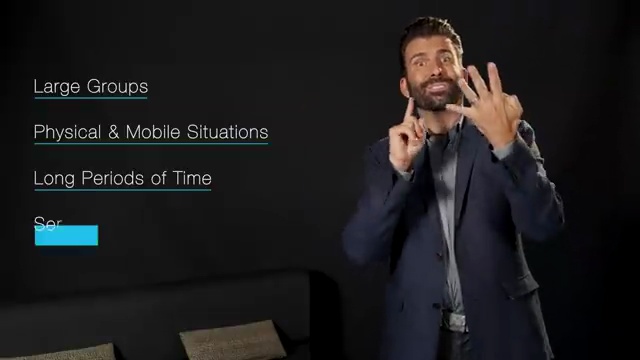 Large Groups
Physical & Mobile Situations
Long Periods of Time
Ser